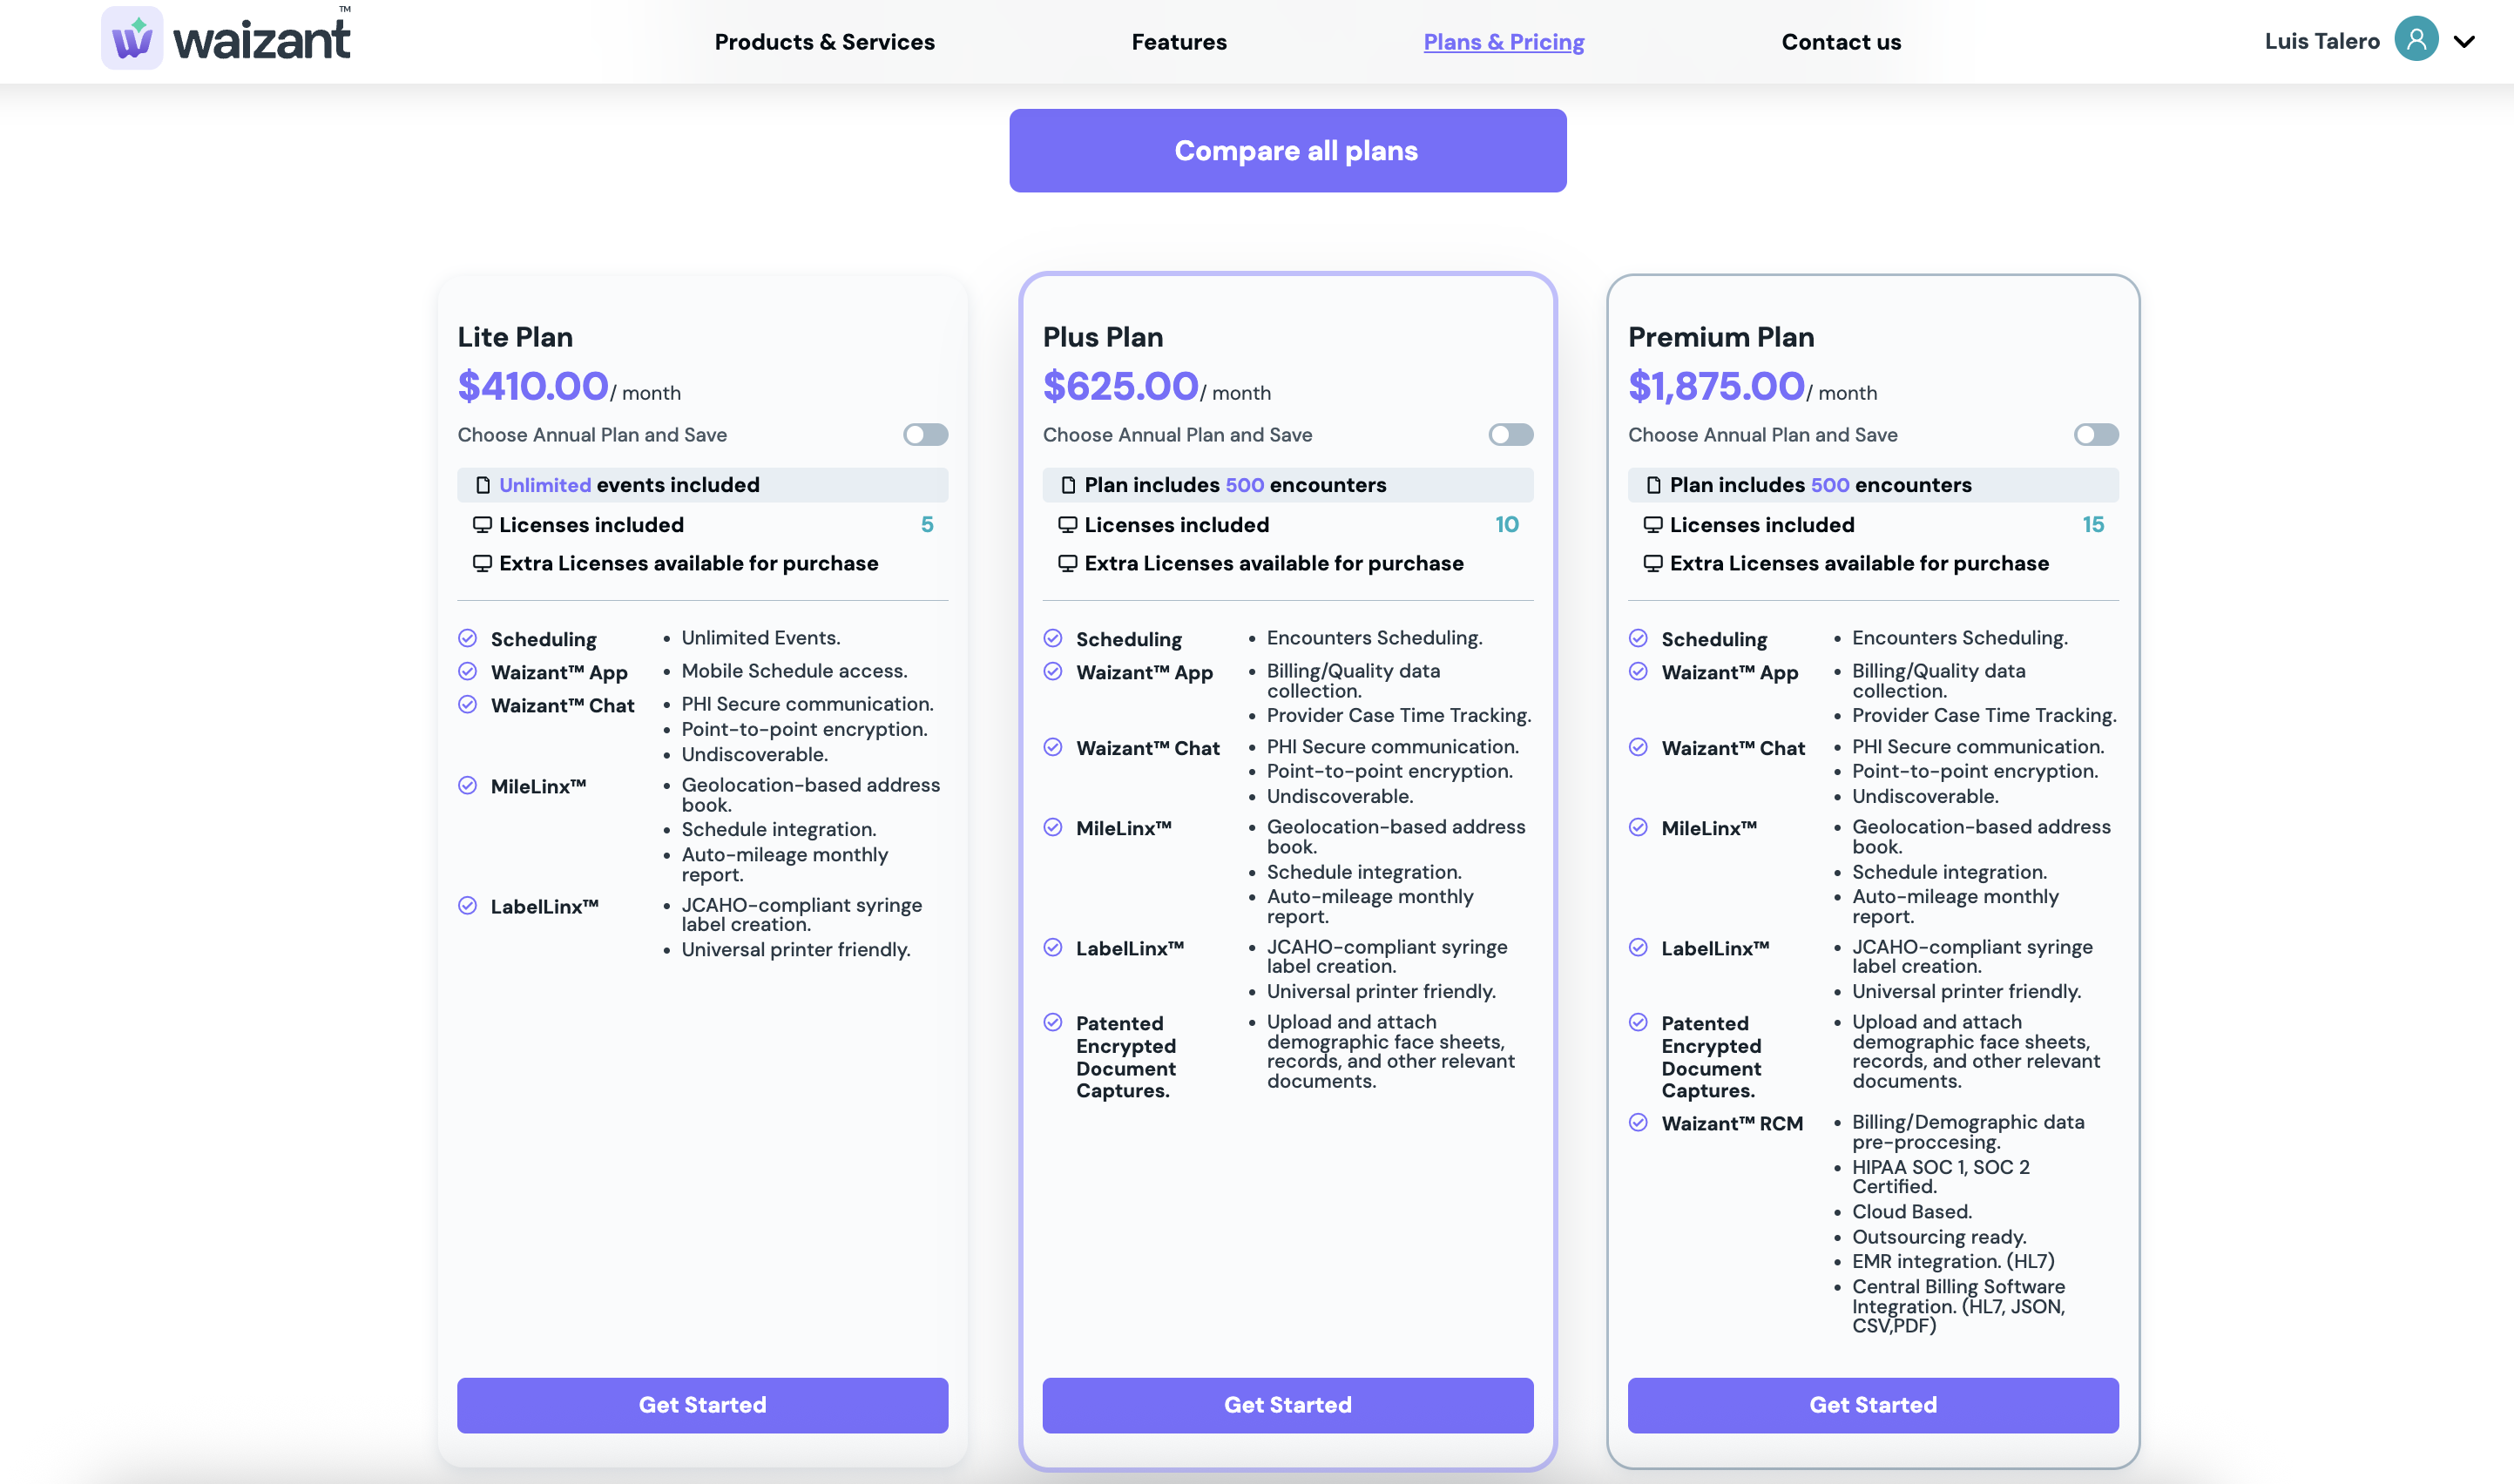 waizant™
Products & Services
Features
Plans & Pricing
Contact us
Luis Talero
Compare all plans
Lite Plan
$410.00/ month
Choose Annual Plan and Save
Unlimited events included
Licenses included 5
Extra Licenses available for purchase
Scheduling
• Unlimited Events.
Waizant™ App
• Mobile Schedule access.
Waizant™ Chat
• PHI Secure communication.
• Point-to-point encryption.
• Undiscoverable.
MileLinx™
• Geolocation-based address
book.
• Schedule integration.
• Auto-mileage monthly
report.
LabelLinx™
• JCAHO-compliant syringe
label creation.
• Universal printer friendly.
Get Started
Plus Plan
$625.00/ month
Choose Annual Plan and Save
Plan includes 500 encounters
Licenses included 10
Extra Licenses available for purchase
Scheduling
• Encounters Scheduling.
Waizant™ App
• Billing/Quality data
collection.
• Provider Case Time Tracking.
Waizant™ Chat
• PHI Secure communication.
• Point-to-point encryption.
• Undiscoverable.
MileLinx™
• Geolocation-based address
book.
• Schedule integration.
• Auto-mileage monthly
report.
LabelLinx™
• JCAHO-compliant syringe
label creation.
• Universal printer friendly.
Patented
Encrypted
Document
Captures.
• Upload and attach
demographic face sheets,
records, and other relevant
documents.
Get Started
Premium Plan
$1,875.00/ month
Choose Annual Plan and Save
Plan includes 500 encounters
Licenses included 15
Extra Licenses available for purchase
Scheduling
• Encounters Scheduling.
Waizant™ App
• Billing/Quality data
collection.
• Provider Case Time Tracking.
Waizant™ Chat
• PHI Secure communication.
• Point-to-point encryption.
• Undiscoverable.
MileLinx™
• Geolocation-based address
book.
• Schedule integration.
• Auto-mileage monthly
report.
LabelLinx™
• JCAHO-compliant syringe
label creation.
• Universal printer friendly.
Patented
Encrypted
Document
Captures.
• Upload and attach
demographic face sheets,
records, and other relevant
documents.
Waizant™ RCM
• Billing/Demographic data
pre-proccesing.
• HIPAA SOC 1, SOC 2
Certified.
• Cloud Based.
• Outsourcing ready.
• EMR integration. (HL7)
• Central Billing Software
Integration. (HL7, JSON,
CSV,PDF)
Get Started